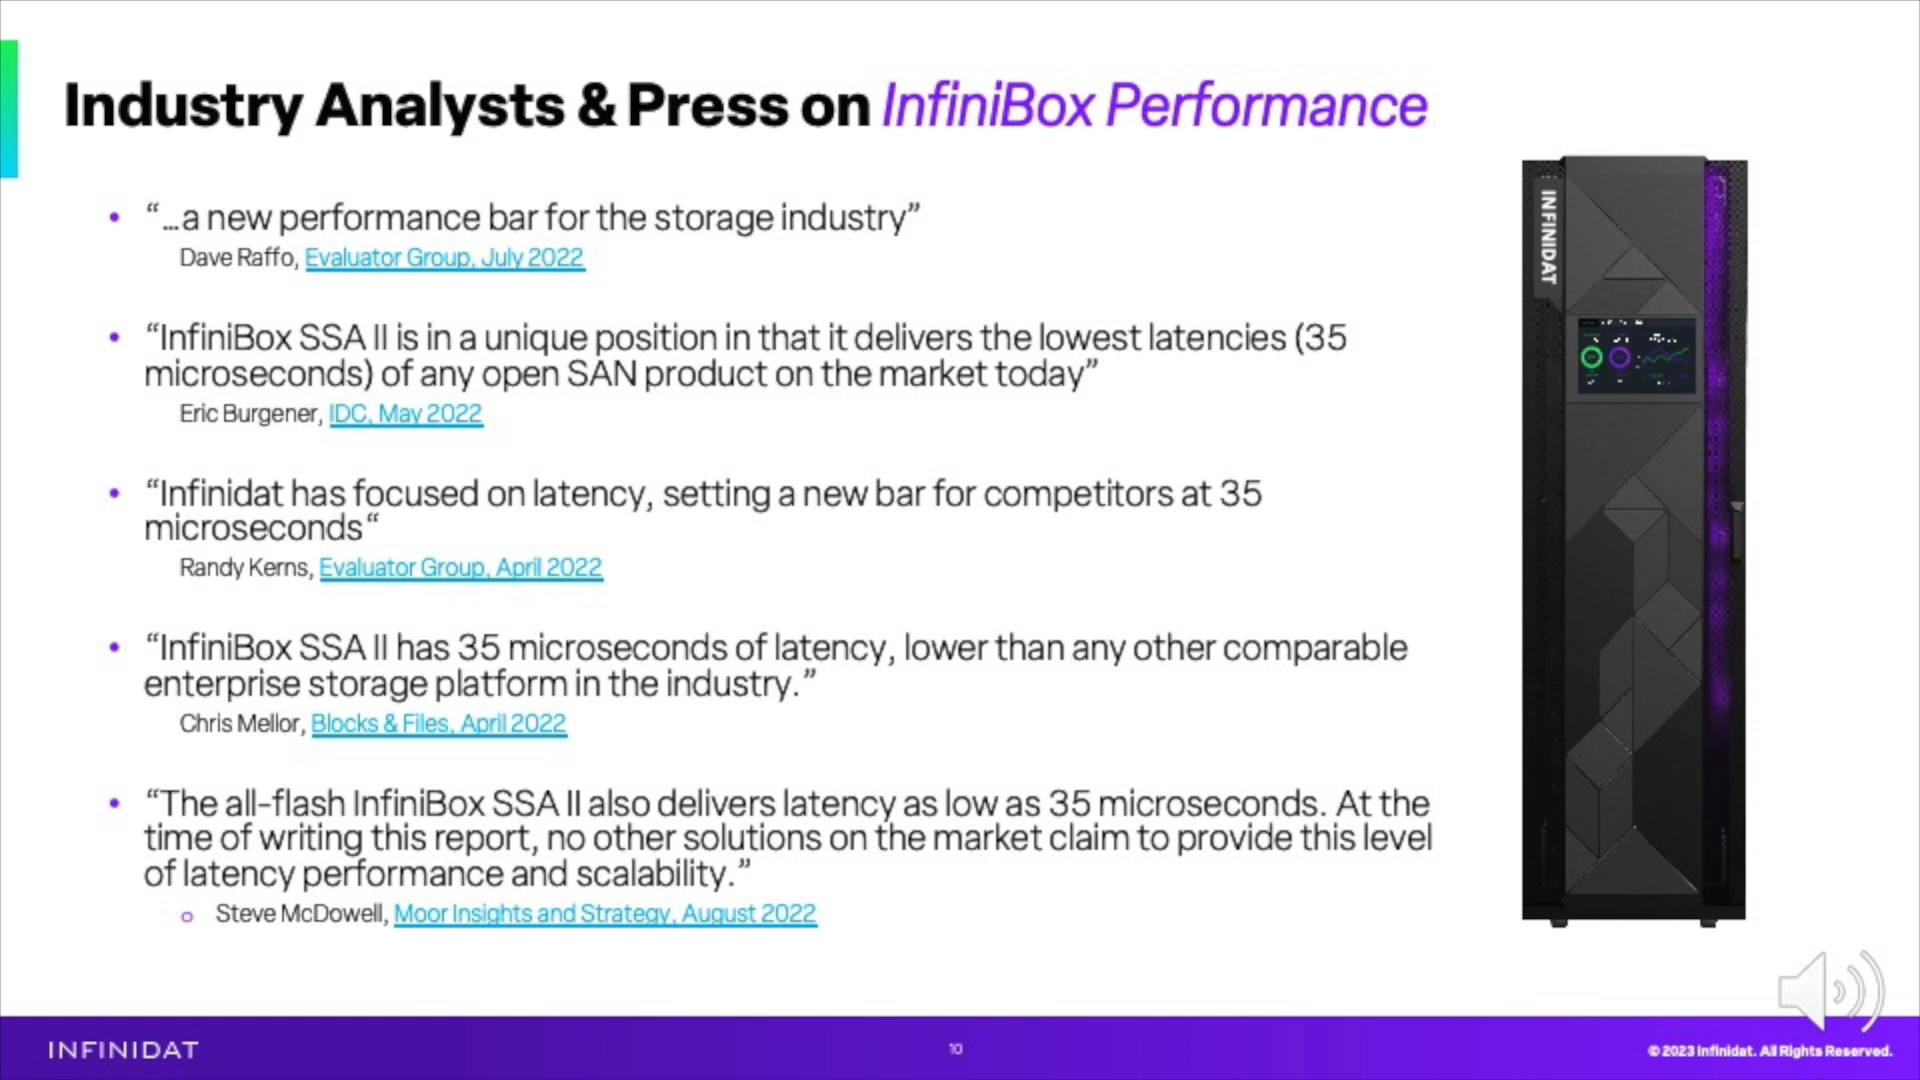 Industry Analysts & Press on InfiniBox Performance
• “…a new performance bar for the storage industry”
Dave Raffo, Evaluator Group, July 2022
• “InfiniBox SSA II is in a unique position in that it delivers the lowest latencies (35
microseconds) of any open SAN product on the market today”
Eric Burgener, IDC, May 2022
• “Infinidat has focused on latency, setting a new bar for competitors at 35
microseconds“
Randy Kerns, Evaluator Group, April 2022
• “InfiniBox SSA II has 35 microseconds of latency, lower than any other comparable
enterprise storage platform in the industry.”
Chris Mellor, Blocks & Files, April 2022
• “The all-flash InfiniBox SSA II also delivers latency as low as 35 microseconds. At the
time of writing this report, no other solutions on the market claim to provide this level
of latency performance and scalability.”
o Steve McDowell, Moor Insights and Strategy, August 2022
INFINIDAT
INFINIDAT
10
© 2023 Infinidat. All Rights Reserved.